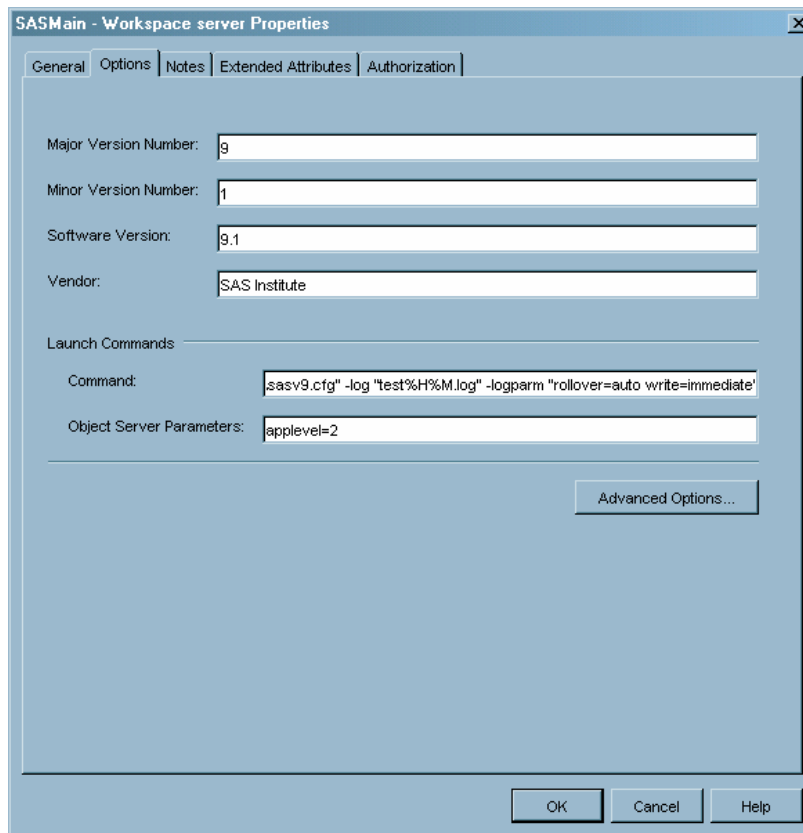 SASMain - Workspace server Properties
General Options Notes Extended Attributes Authorization
Major Version Number: 9
Minor Version Number: 1
Software Version: 9.1
Vendor: SAS Institute
Launch Commands
Command: .sasv9.cfg" -log "test%H%M.log" -logparm "rollover=auto write=immediate"
Object Server Parameters: applevel=2
Advanced Options...
OK Cancel Help